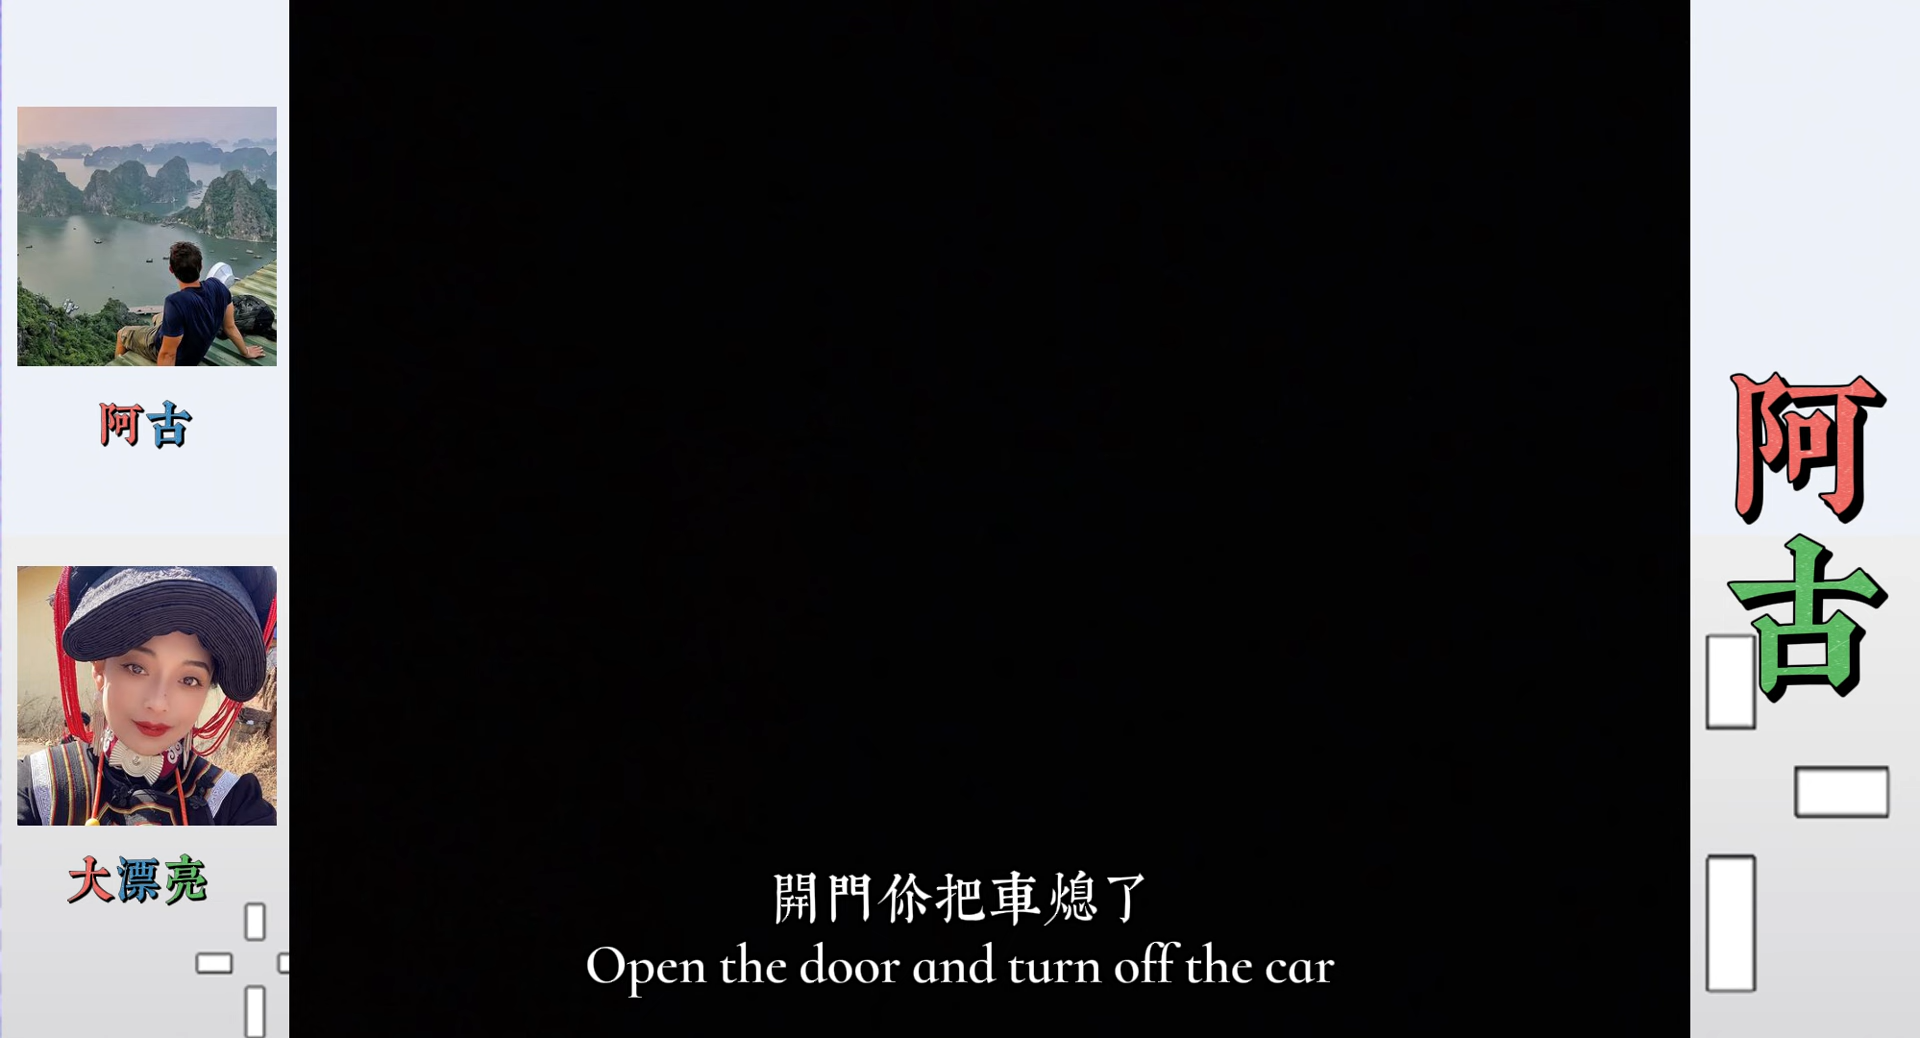 阿古
大漂亮
開門你把車熄了
Open the door and turn off the car
阿
古